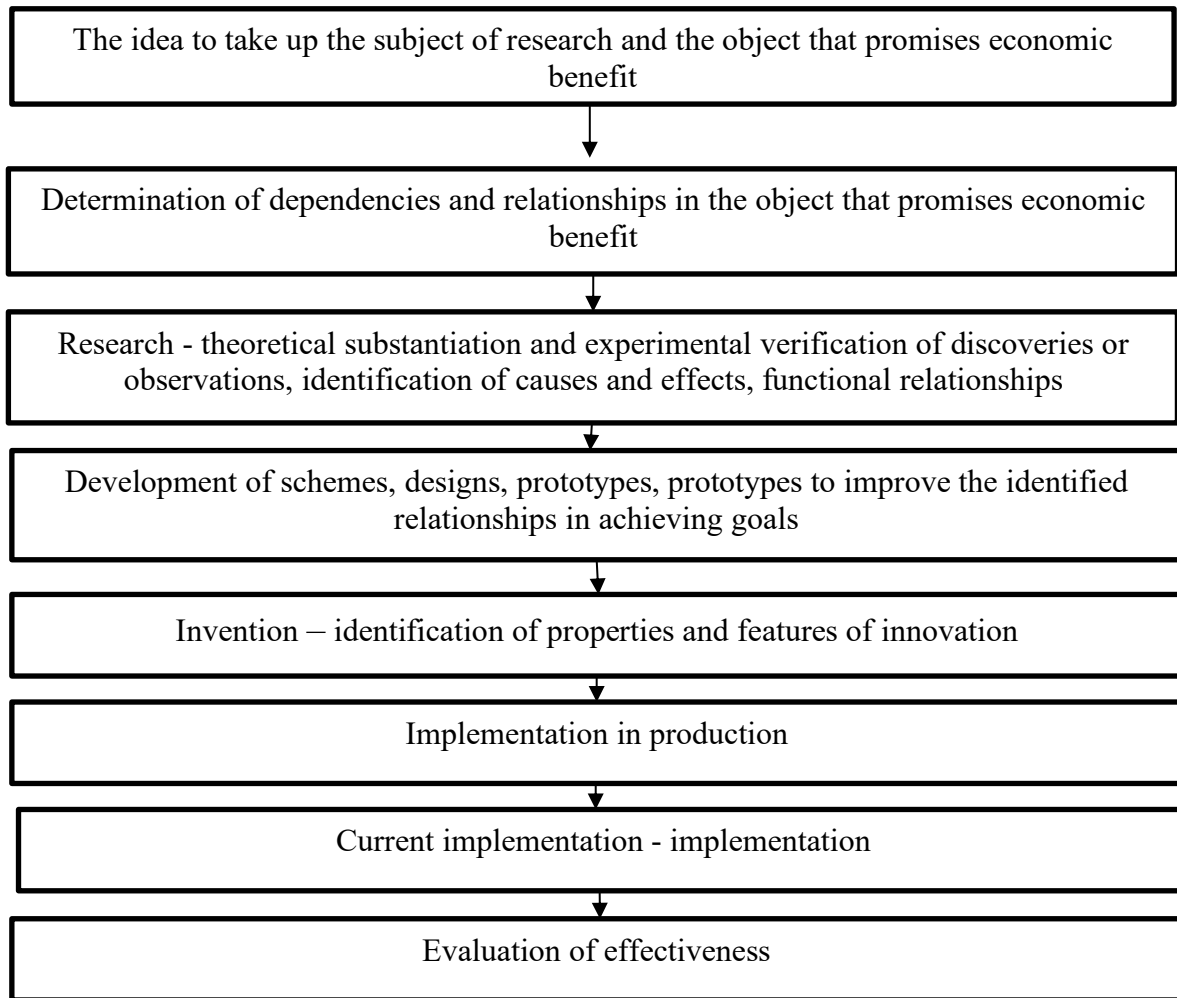 The idea to take up the subject of research and the object that promises economic
benefit
Determination of dependencies and relationships in the object that promises economic
benefit
Research - theoretical substantiation and experimental verification of discoveries or
observations, identification of causes and effects, functional relationships
Development of schemes, designs, prototypes, prototypes to improve the identified
relationships in achieving goals
Invention – identification of properties and features of innovation
Implementation in production
Current implementation - implementation
Evaluation of effectiveness